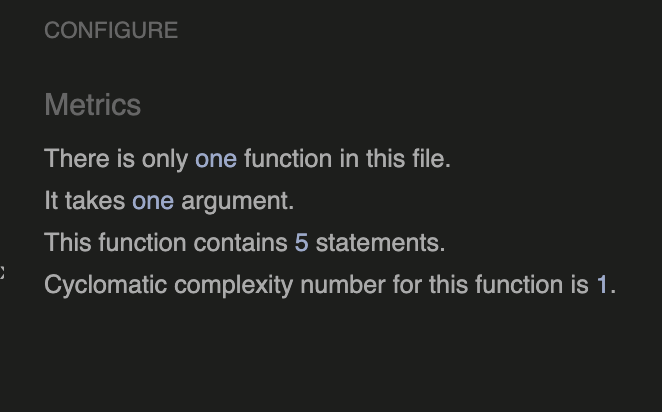 CONFIGURE
Metrics
There is only one function in this file.
It takes one argument.
This function contains 5 statements.
Cyclomatic complexity number for this function is 1.